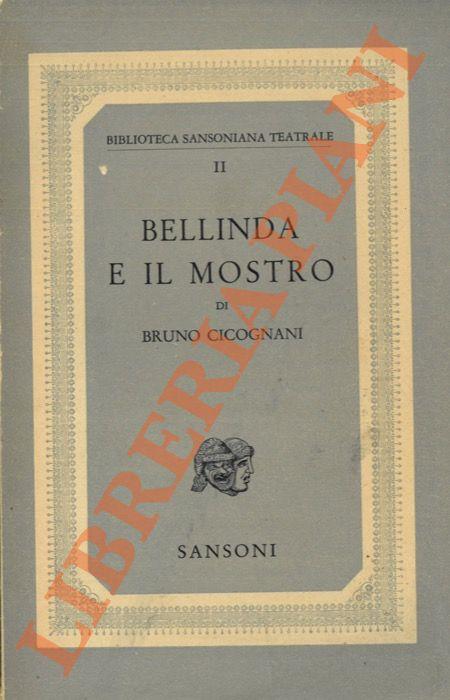 BIBLIOTECA SANSONIANA TEATRALE
II
BELLINDA
E IL MOSTRO
DI
BRUNO CICOGNANI
SANSONI
LIBRERIA PIANI